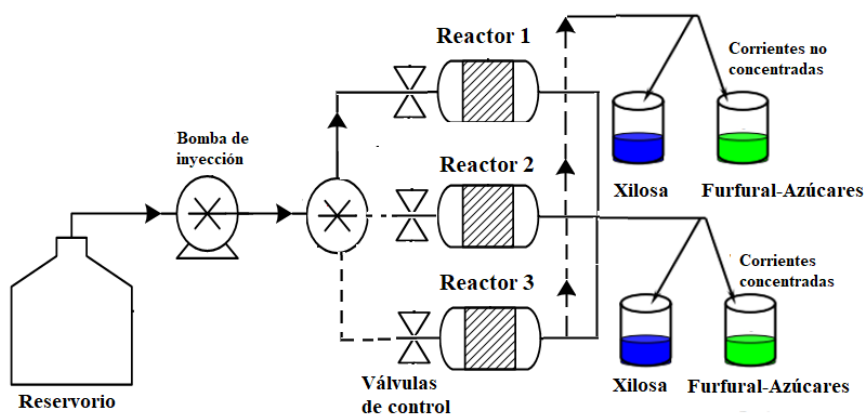 Reactor 1
Corrientes no
concentradas
Bomba de
inyección
Reactor 2
Xilosa
Furfural-Azúcares
Reactor 3
Corrientes
concentradas
Reservorio
Válvulas
de control
Xilosa
Furfural-Azúcares